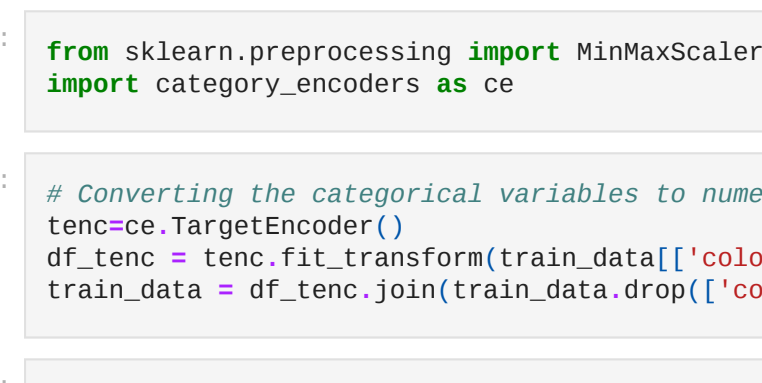 :
from sklearn.preprocessing import MinMaxScaler
import category_encoders as ce
:
# Converting the categorical variables to nume
tenc=ce.TargetEncoder()
df_tenc = tenc.fit_transform(train_data[['colo
train_data = df_tenc.join(train_data.drop(['co
: